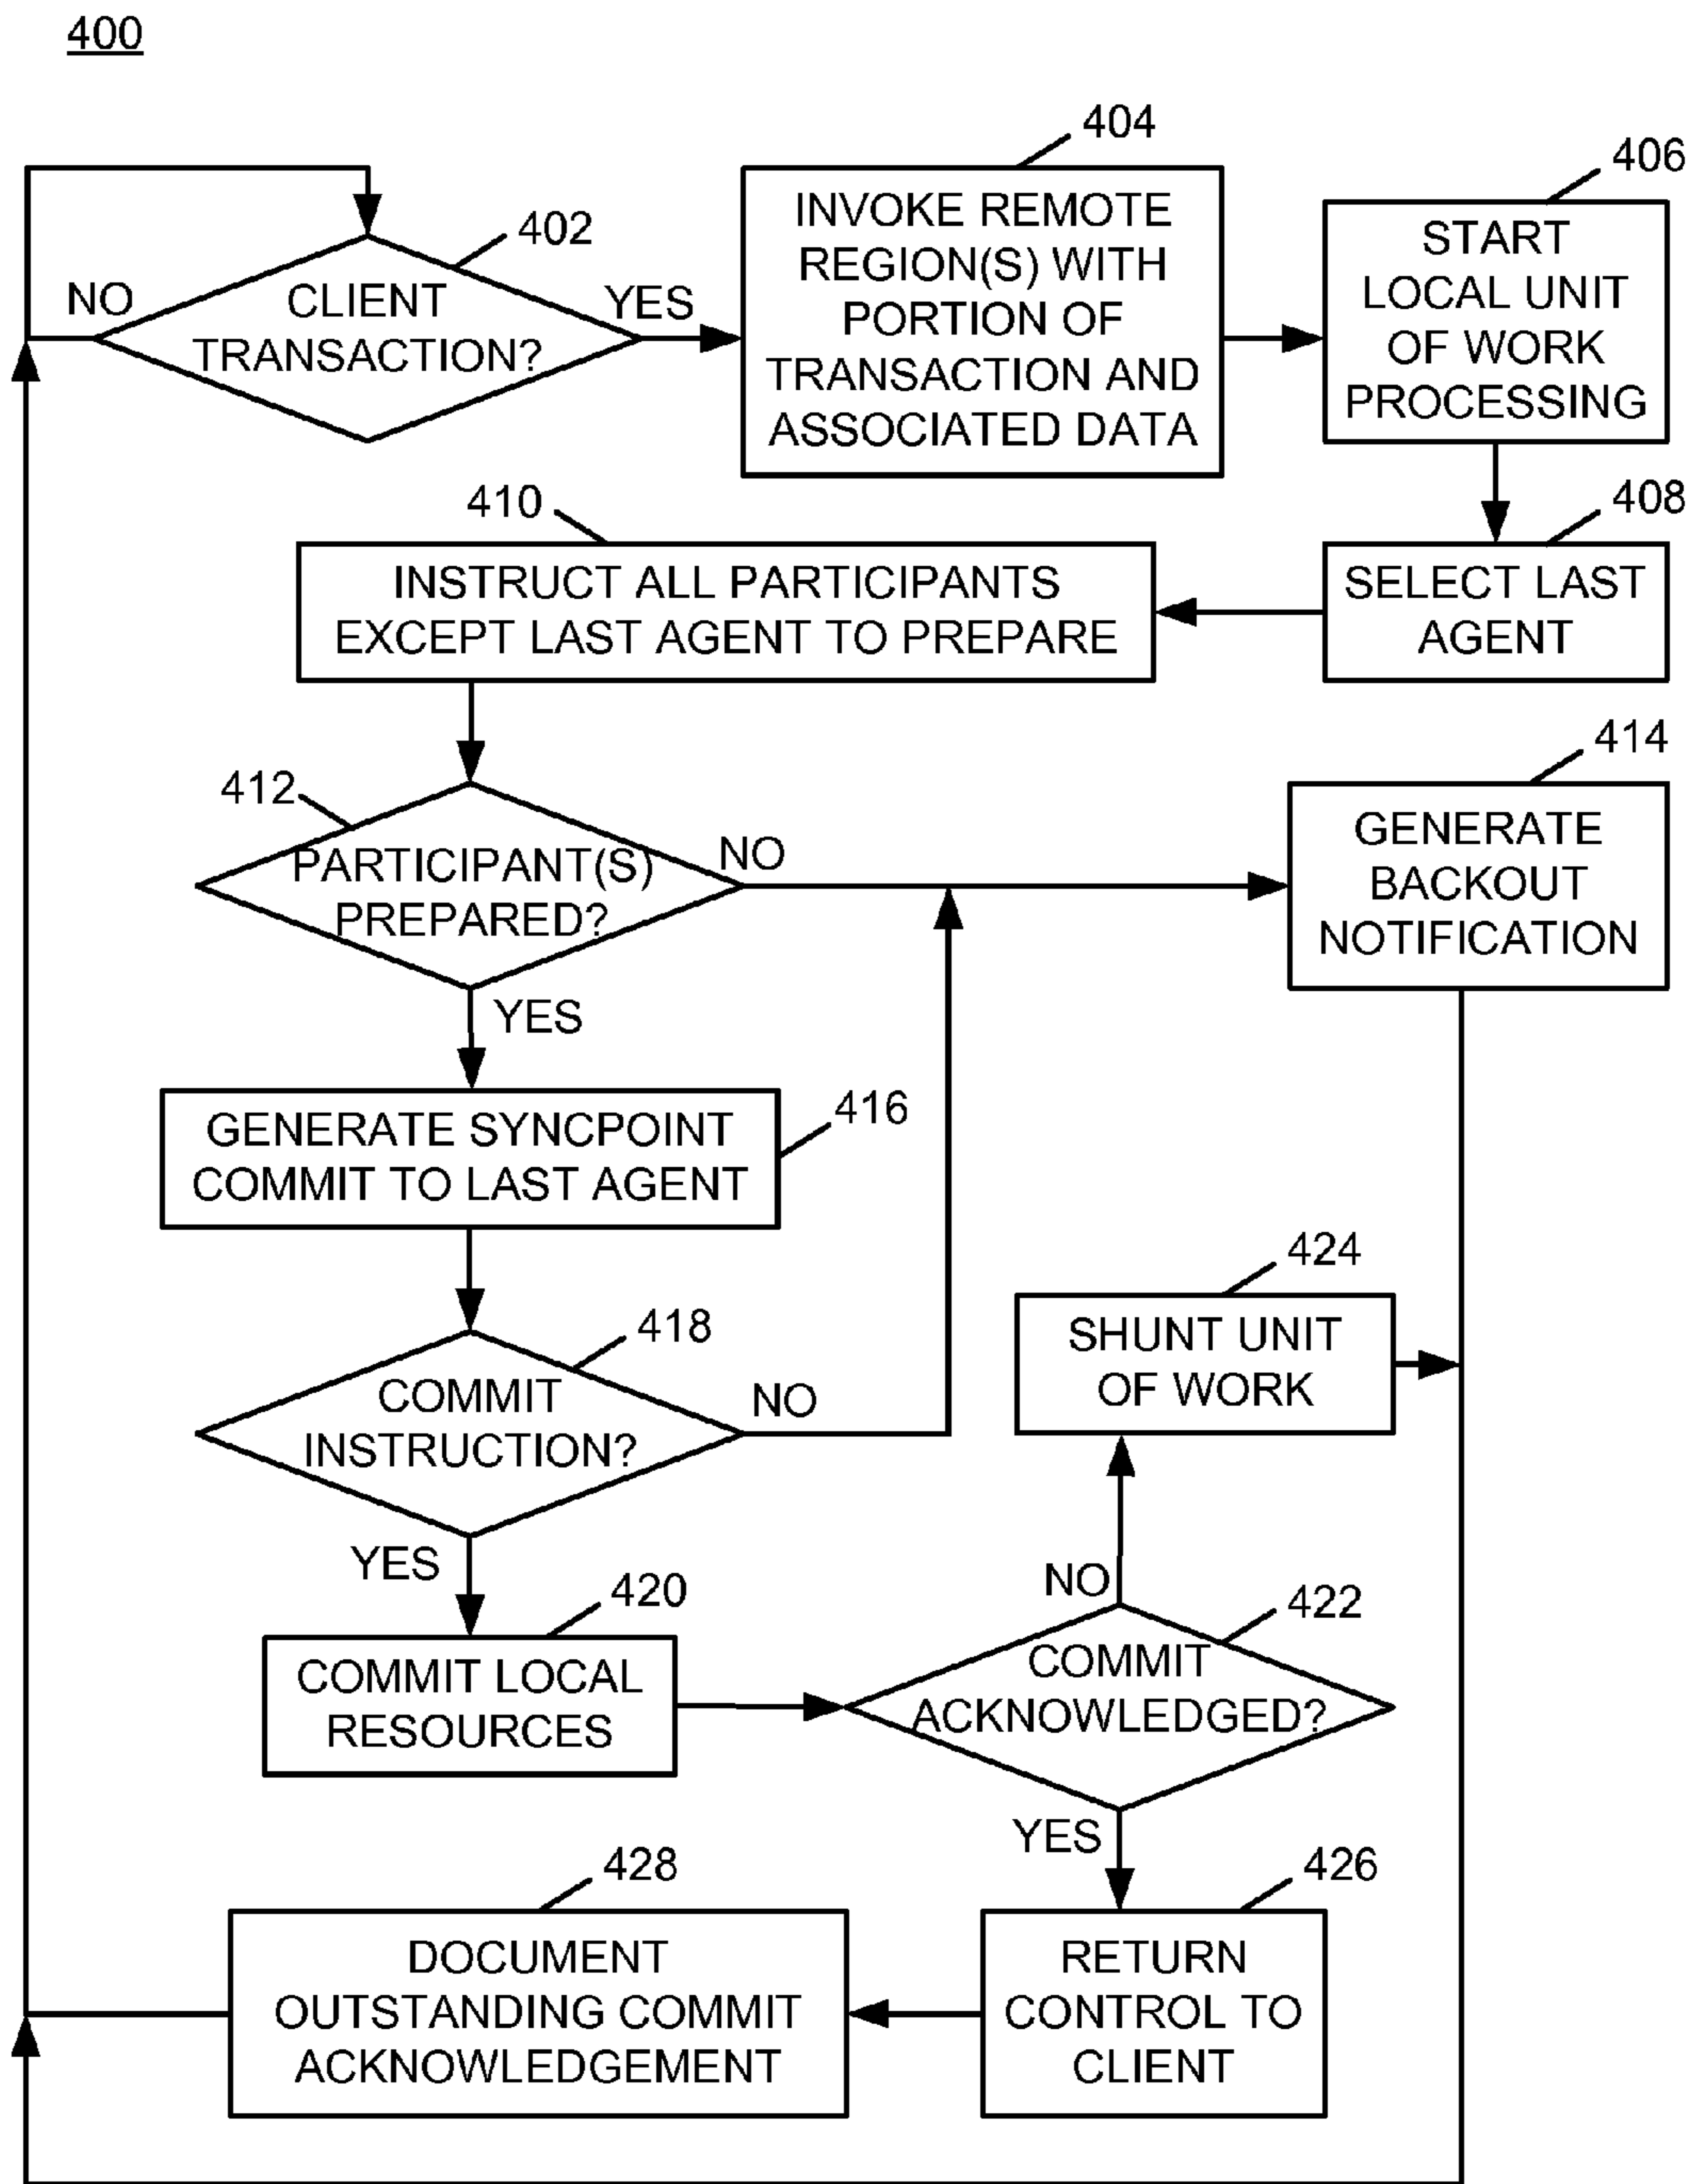 400
404
INVOKE REMOTE
REGION(S) WITH
PORTION OF
TRANSACTION AND
ASSOCIATED DATA
406
START
LOCAL UNIT
OF WORK
PROCESSING
402
NO
CLIENT
TRANSACTION?
YES
410
INSTRUCT ALL PARTICIPANTS
EXCEPT LAST AGENT TO PREPARE
408
SELECT LAST
AGENT
412
PARTICIPANT(S)
PREPARED?
NO
YES
414
GENERATE
BACKOUT
NOTIFICATION
416
GENERATE SYNCPOINT
COMMIT TO LAST AGENT
418
COMMIT
INSTRUCTION?
NO
YES
424
SHUNT UNIT
OF WORK
420
COMMIT LOCAL
RESOURCES
NO
422
COMMIT
ACKNOWLEDGED?
YES
428
DOCUMENT
OUTSTANDING COMMIT
ACKNOWLEDGEMENT
426
RETURN
CONTROL TO
CLIENT